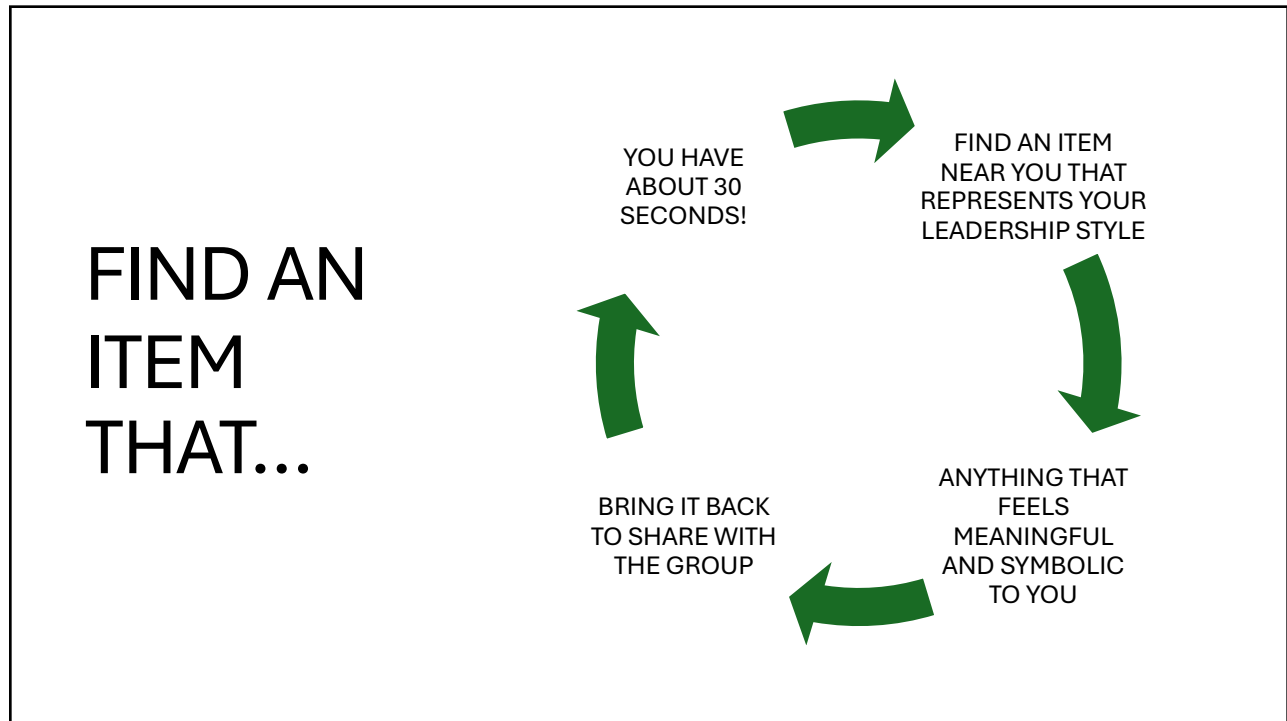 FIND AN
ITEM
THAT...
YOU HAVE
ABOUT 30
SECONDS!
FIND AN ITEM
NEAR YOU THAT
REPRESENTS YOUR
LEADERSHIP STYLE
ANYTHING THAT
FEELS
MEANINGFUL
AND SYMBOLIC
TO YOU
BRING IT BACK
TO SHARE WITH
THE GROUP